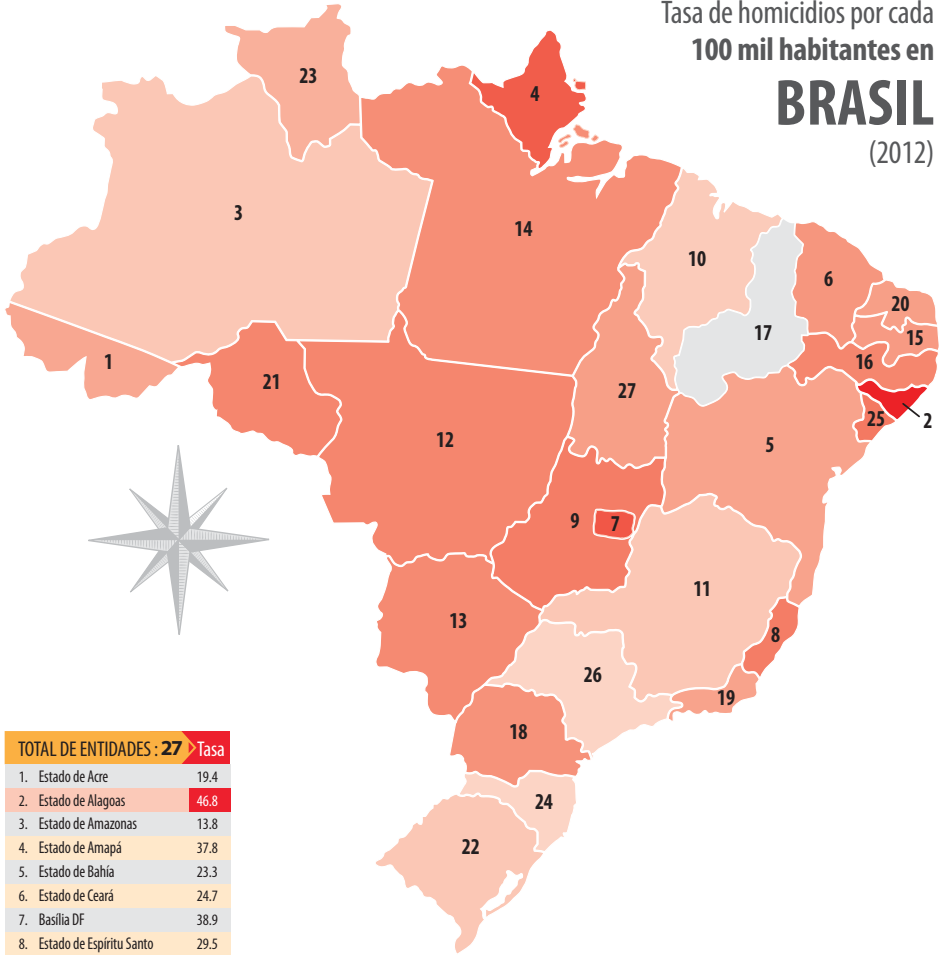 Tasa de homicidios por cada
100 mil habitantes en
BRASIL
(2012)
23
4
3
14
10
6
20
15
17
16
1
21
27
25
2
12
5
9
7
11
13
8
26
19
18
24
22
TOTAL DE ENTIDADES : 27 Tasa
1. Estado de Acre 19.4
2. Estado de Alagoas 46.8
3. Estado de Amazonas 13.8
4. Estado de Amapá 37.8
5. Estado de Bahía 23.3
6. Estado de Ceará 24.7
7. Basília DF 38.9
8. Estado de Espíritu Santo 29.5